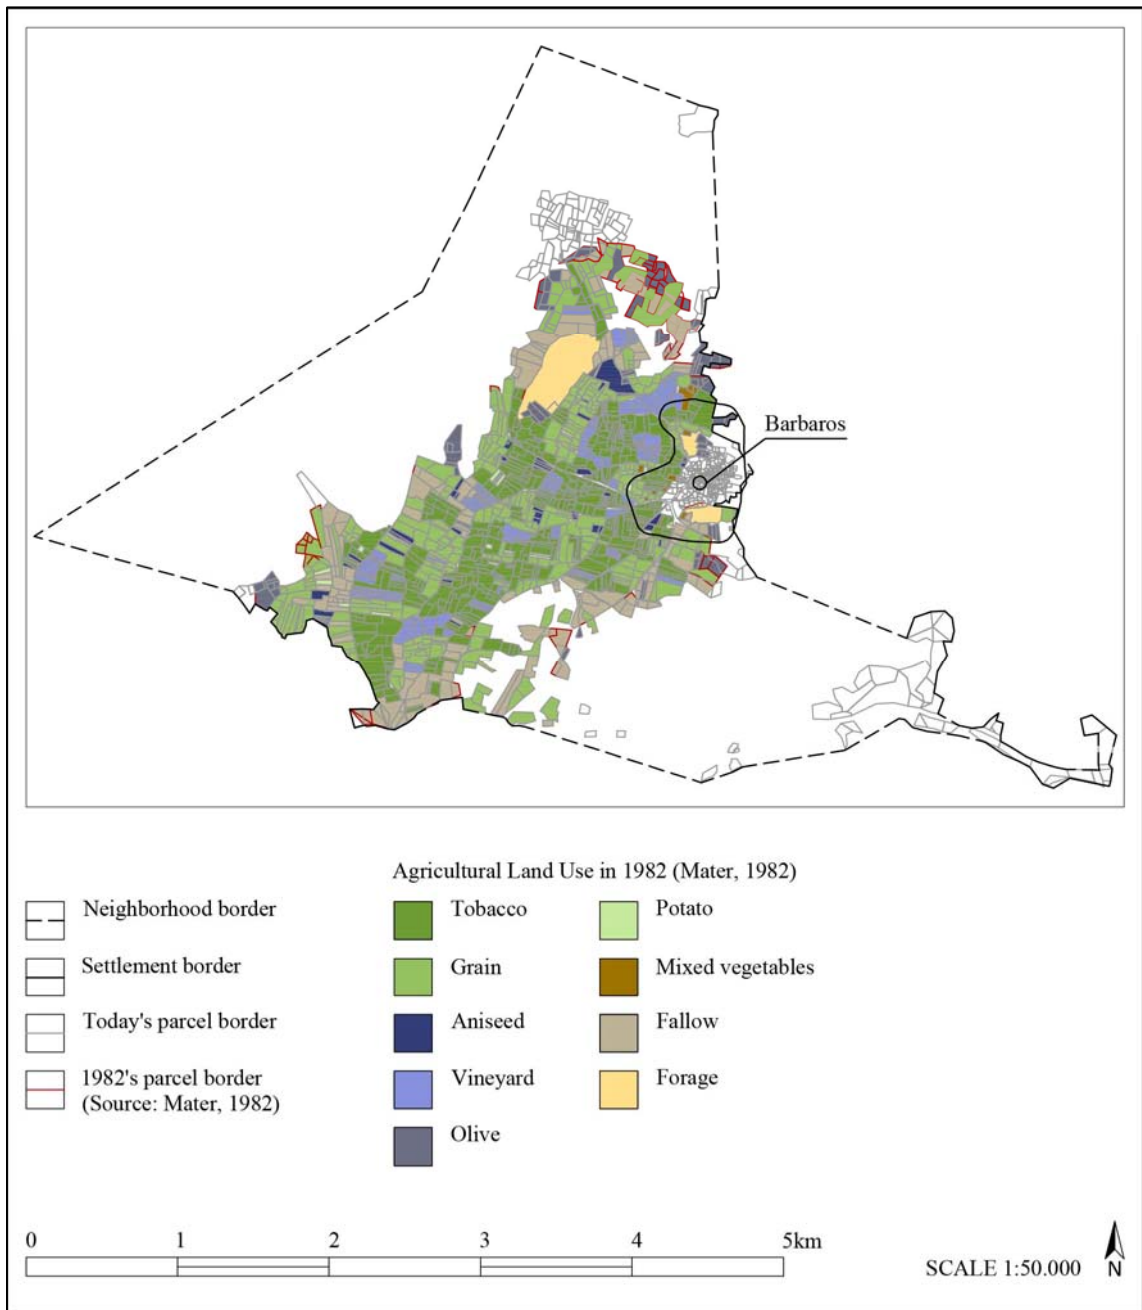 Barbaros
Agricultural Land Use in 1982 (Mater, 1982)
Neighborhood border
Settlement border
Today's parcel border
1982's parcel border
(Source: Mater, 1982)
Tobacco
Grain
Aniseed
Vineyard
Olive
Potato
Mixed vegetables
Fallow
Forage
0 1 2 3 4 5km
SCALE 1:50.000
N